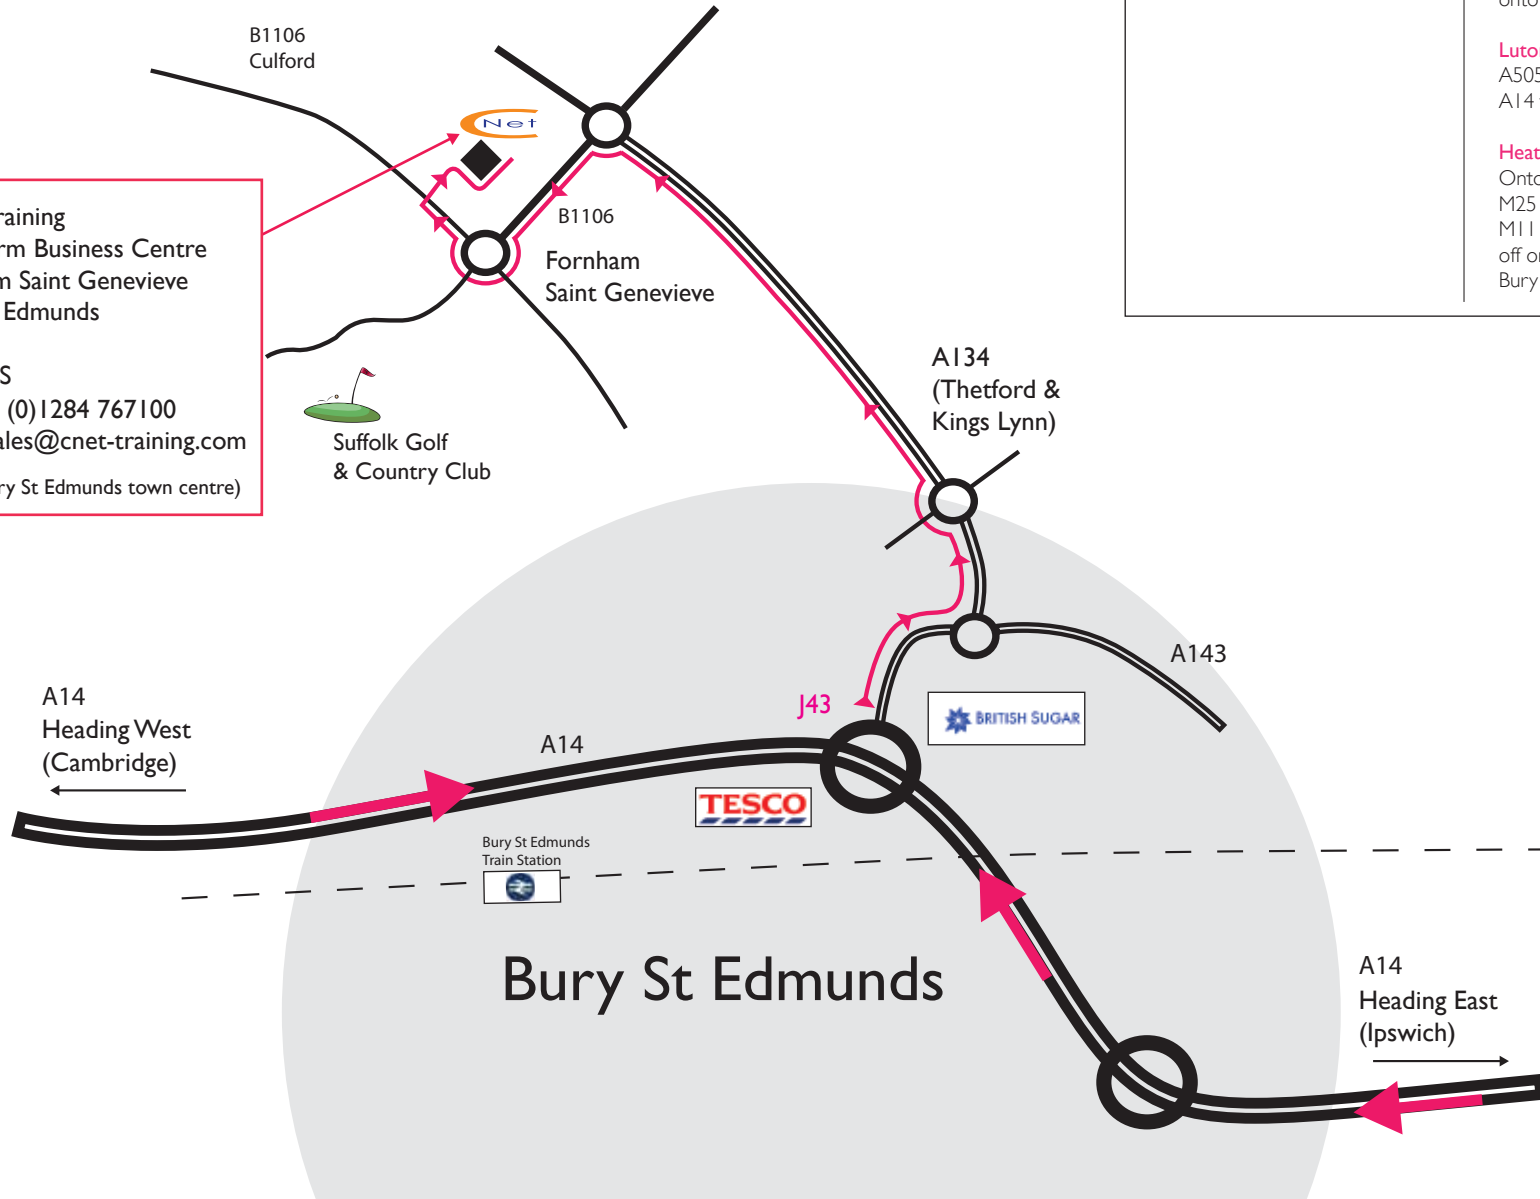 B1106
Culford
Net
B1106
Fornham
Saint Genevieve
raining
rm Business Centre
n Saint Genevieve
Edmunds
S
(0)1284 767100
ales@cnet-training.com
ry St Edmunds town centre)
Suffolk Golf
& Country Club
A134
(Thetford &
Kings Lynn)
A143
J43
BRITISH SUGAR
A14
Heading West
(Cambridge)
A14
TESCO
Bury St Edmunds
Train Station
Bury St Edmunds
A14
Heading East
(Ipswich)
onto
Luto
A505
A14
Heat
Onto
M25
M11
off o
Bury